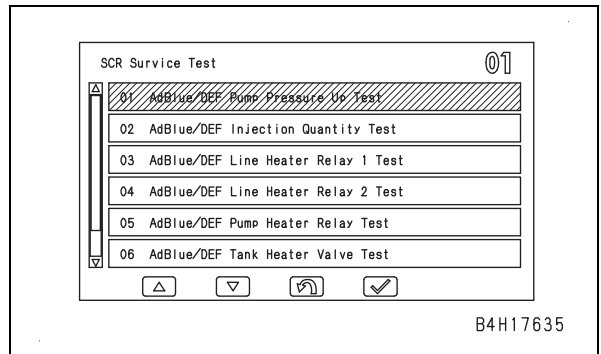 SCR Service Test 01
01 AdBlue/DEF Pump Pressure Up Test
02 AdBlue/DEF Injection Quantity Test
03 AdBlue/DEF Line Heater Relay 1 Test
04 AdBlue/DEF Line Heater Relay 2 Test
05 AdBlue/DEF Pump Heater Relay Test
06 AdBlue/DEF Tank Heater Valve Test
B4H17635